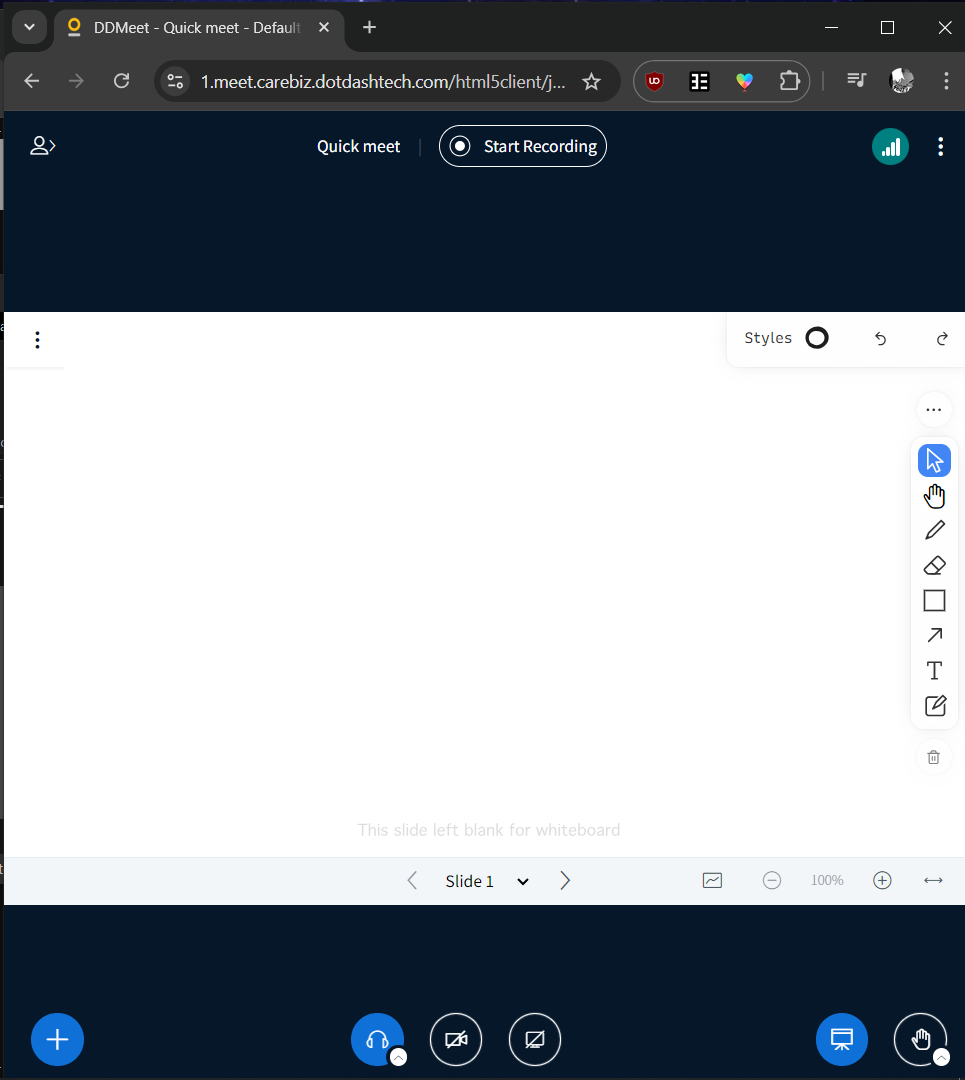 DDMeet - Quick meet - Default
1.meet.carebiz.dotdashtech.com/html5client/j...
Quick meet
Start Recording
Styles
T
This slide left blank for whiteboard
Slide 1
100%